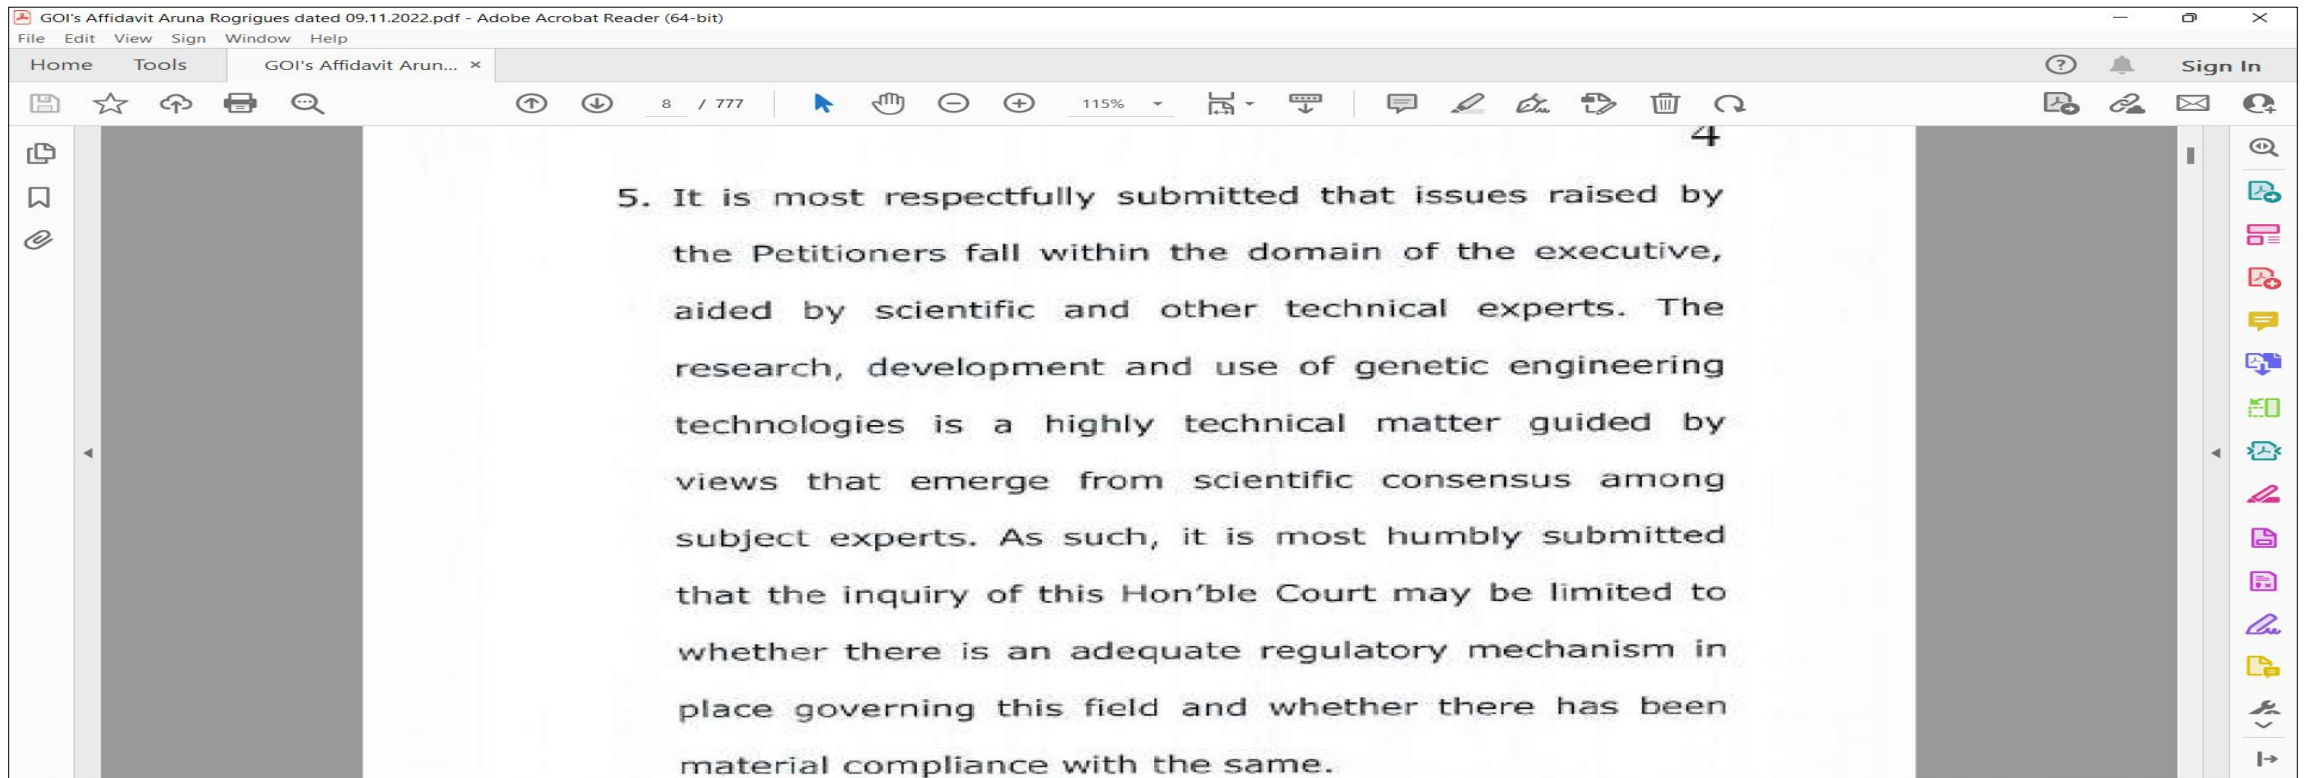 GOI's Affidavit Aruna Rogrigues dated 09.11.2022.pdf - Adobe Acrobat Reader (64-bit)
File Edit View Sign Window Help
Home Tools GOI's Affidavit Arun... ×
Sign In
8 / 777 115%
4
5. It is most respectfully submitted that issues raised by
the Petitioners fall within the domain of the executive,
aided by scientific and other technical experts. The
research, development and use of genetic engineering
technologies is a highly technical matter guided by
views that emerge from scientific consensus among
subject experts. As such, it is most humbly submitted
that the inquiry of this Hon'ble Court may be limited to
whether there is an adequate regulatory mechanism in
place governing this field and whether there has been
material compliance with the same.